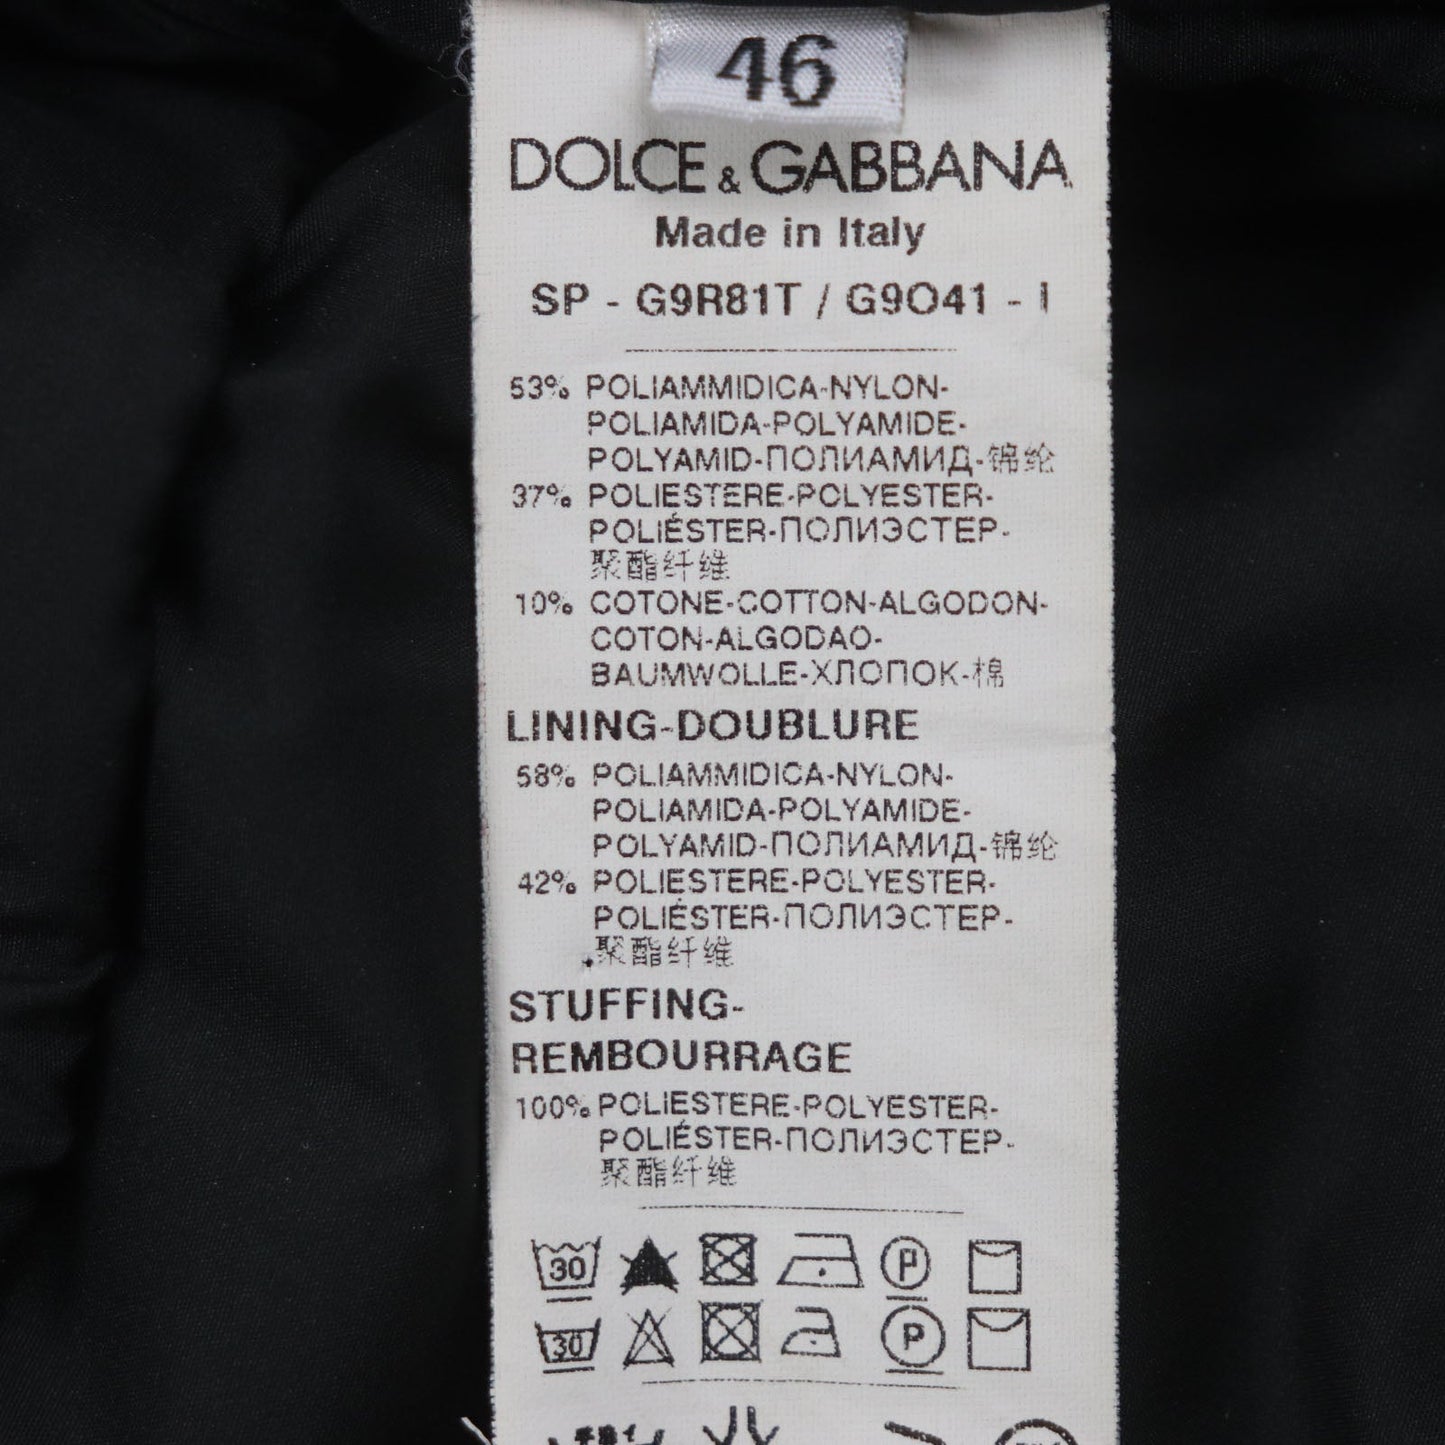 46
DOLCE & GABBANA
Made in Italy
SP - G9R81T / G9O41 - I
53% POLIAMMIDICA-NYLON-
POLIAMIDA-POLYAMIDE-
POLYAMID-ПОЛИАМИД-锦纶
37% POLIESTERE-POLYESTER-
POLIÉSTER-ПОЛИЭСТЕР-
聚酯纤维
10% COTONE-COTTON-ALGODON-
COTON-ALGODAO-
BAUMWOLLE-ХЛОПОК-棉
LINING-DOUBLURE
58% POLIAMMIDICA-NYLON-
POLIAMIDA-POLYAMIDE-
POLYAMID-ПОЛИАМИД-锦纶
42% POLIESTERE-POLYESTER-
POLIÉSTER-ПОЛИЭСТЕР-
聚酯纤维
STUFFING-
REMBOURRAGE
100% POLIESTERE-POLYESTER-
POLIÉSTER-ПОЛИЭСТЕР-
聚酯纤维
30 P
30 P